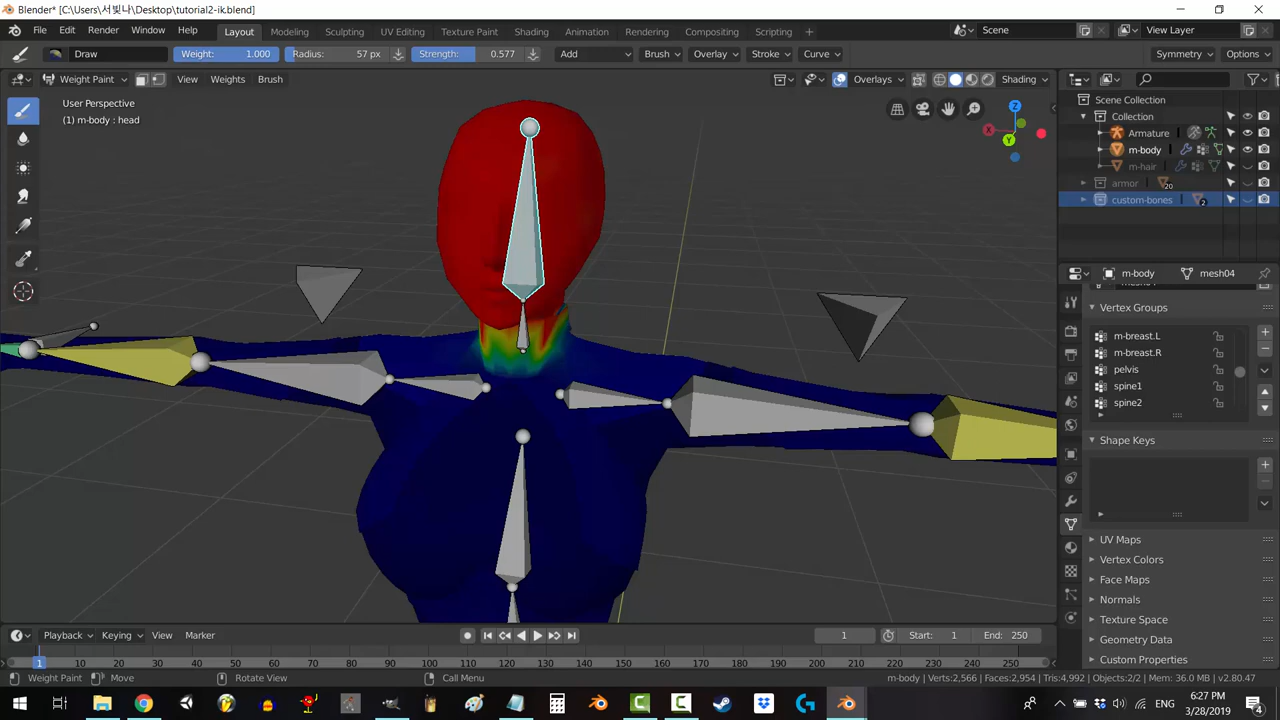 Blender* [C:\Users\서빛나\Desktop\tutorial2-ik.blend]
File Edit Render Window Help Layout Modeling Sculpting UV Editing Texture Paint Shading Animation Rendering Compositing Scripting + Scene View Layer
Draw Weight: 1.000 Radius: 57 px Strength: 0.577 Add Brush Overlay Stroke Curve Symmetry Options
Weight Paint View Weights Brush Overlays Shading
User Perspective
(1) m-body : head
Z
X
Y
Scene Collection
Collection
Armature
m-body
m-hair
armor 20
custom-bones 2
m-body mesh04
Vertex Groups
m-breast.L
m-breast.R
pelvis
spine1
spine2
Shape Keys
UV Maps
Vertex Colors
Face Maps
Normals
Texture Space
Geometry Data
Custom Properties
Playback Keying View Marker 1 Start: 1 End: 250
1 10 20 30 40 50 60 70 80 90 100 110 120 130 140 150 160 170 180 190 200 210 220 230 240 250
Weight Paint Move Rotate View Call Menu m-body | Verts:2,566 | Faces:2,954 | Tris:4,992 | Objects:2/2 | Mem: 36.0 MB | v2.80.47
ENG 6:27 PM 3/28/2019 4